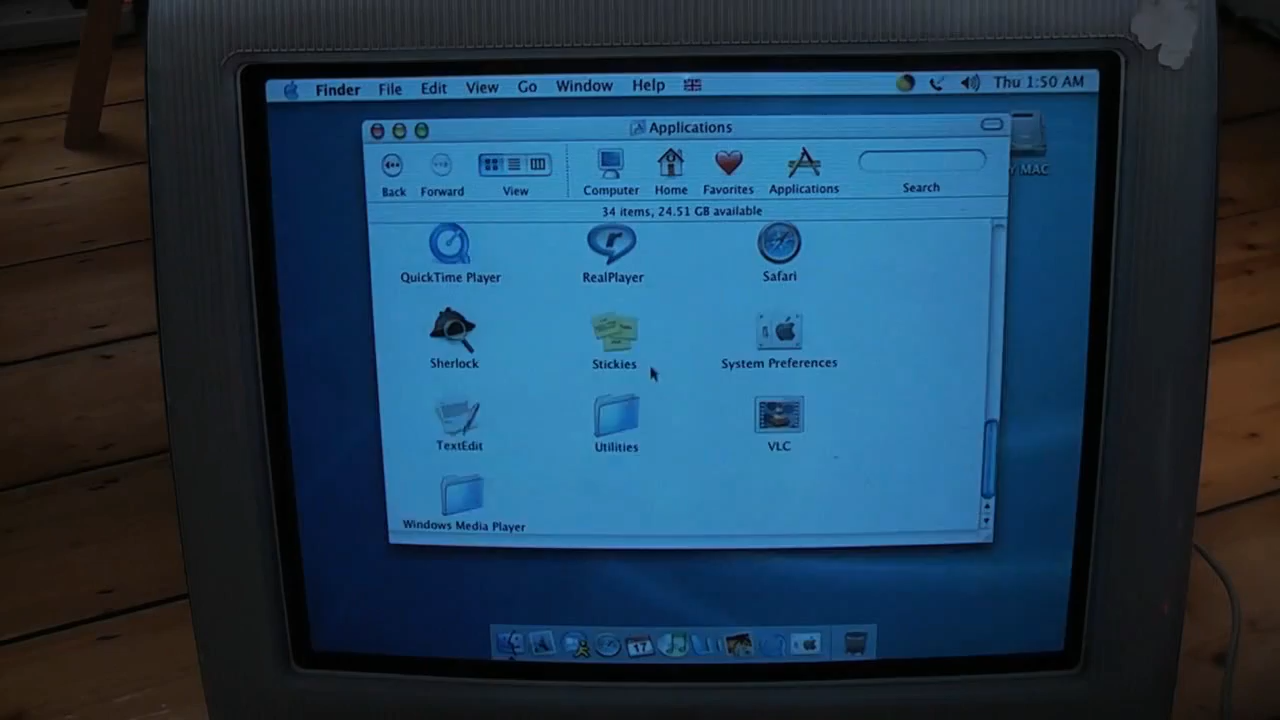 Finder File Edit View Go Window Help Thu 1:50 AM
Applications
Back Forward View Computer Home Favorites Applications Search
34 items, 24.51 GB available
MAC
QuickTime Player RealPlayer Safari
Sherlock Stickies System Preferences
TextEdit Utilities VLC
Windows Media Player
17